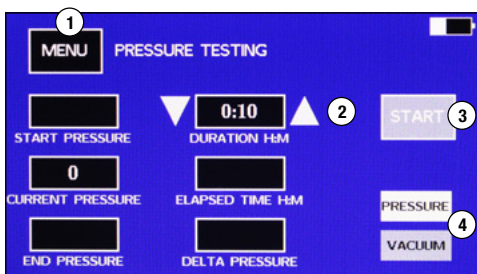 1
MENU PRESSURE TESTING
0:10 2 START 3
START PRESSURE DURATION H:M
0
CURRENT PRESSURE ELAPSED TIME H:M PRESSURE
4
VACUUM
END PRESSURE DELTA PRESSURE